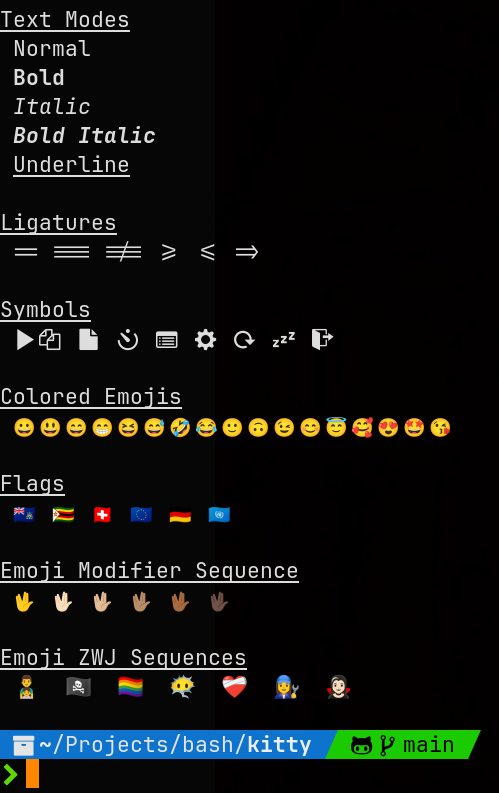 Text Modes
Normal
Bold
Italic
Bold Italic
Underline
Ligatures
== === =/= >= <= =>
Symbols
Colored Emojis
😀 😃 😄 😁 😆 😅 🤣 😂 🙂 🙃 😉 😊 😇 🥰 😍 🤩 😘
Flags
Emoji Modifier Sequence
🖖 🖖🏻 🖖🏼 🖖🏽 🖖🏾 🖖🏿
Emoji ZWJ Sequences
~/Projects/bash/kitty main